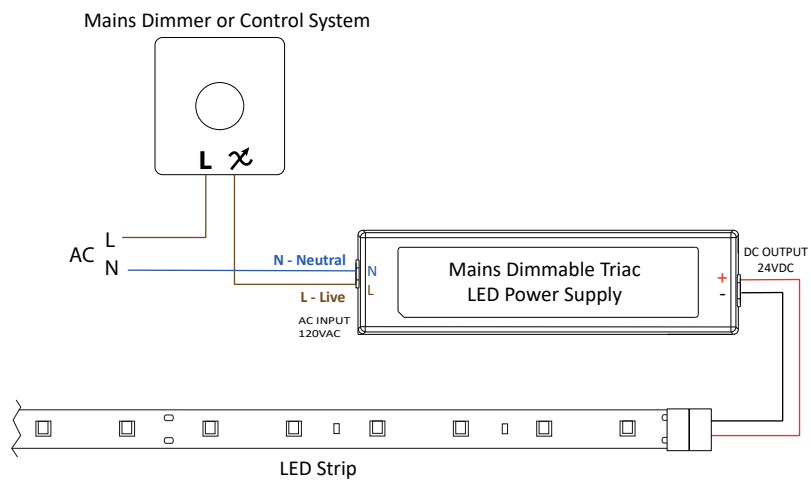 Mains Dimmer or Control System
L
AC
L
N
N - Neutral
L - Live
AC INPUT
120VAC
N
L
Mains Dimmable Triac
LED Power Supply
+
-
DC OUTPUT
24VDC
LED Strip